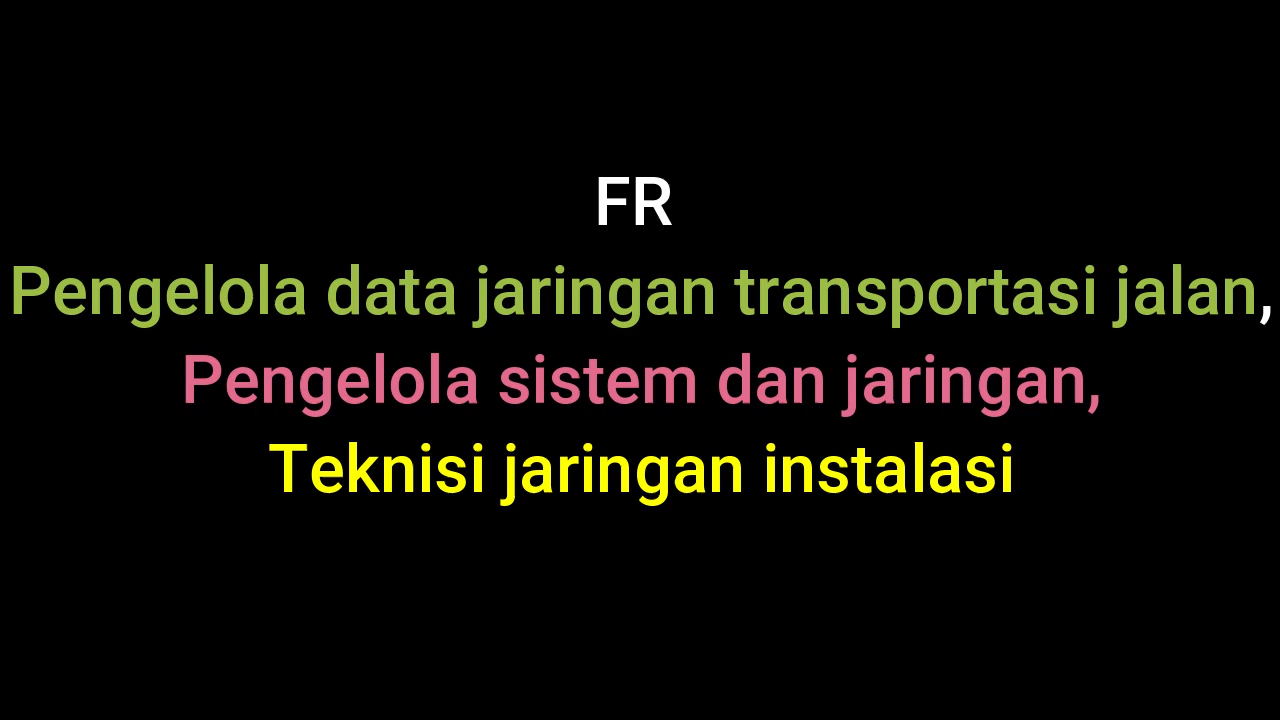 FR
Pengelola data jaringan transportasi jalan,
Pengelola sistem dan jaringan,
Teknisi jaringan instalasi